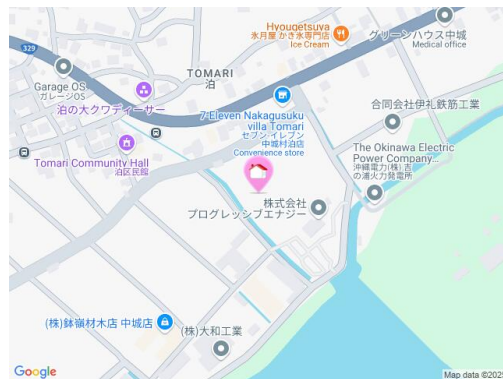 Hyougetsuya
氷月屋 かき氷専門店
Ice Cream
グリーンハウス中城
Medical office
329
TOMARI
泊
Garage OS
ガレージOS
泊の大クワディーサー
7-Eleven Nakagusuku
villa Tomari
セブン-イレブン
中城村泊店
Convenience store
合同会社伊礼鉄筋工業
Tomari Community Hall
泊区民館
The Okinawa Electric
Power Company...
沖縄電力(株) 吉
の浦火力発電所
株式会社
プログレッシブエナジー
(株)鉢嶺材木店 中城店
(株)大和工業
Google
Map data ©202